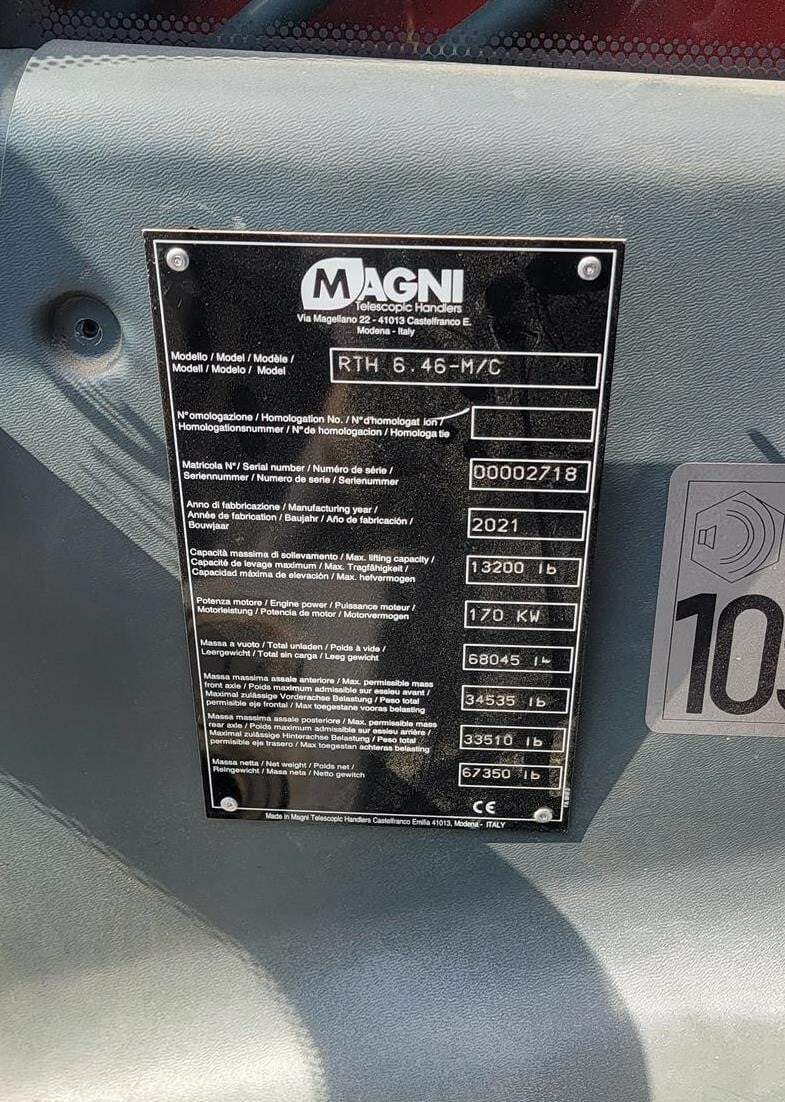 MAGNI
Telescopic Handlers
Via Magellano 22 - 41013 Castelfranco E.
Modena - Italy
Modello / Model / Modèle /
Modell / Modelo / Model
RTH 6.46-M/C
N° omologazione / Homologation No. / N° d'homologat ion /
Homologationsnummer / N° de homologacion / Homologa tie
Matricola N°/ Serial number / Numéro de série /
Seriennummer / Numero de serie / Serienummer
00002718
Anno di fabbricazione / Manufacturing year /
Année de fabrication / Baujahr / Año de fabricación /
Bouwjaar
2021
Capacità massima di sollevamento / Max. lifting capacity /
Capacité de levage maximum / Max. Tragfähigkeit /
Capacidad máxima de elevación / Max. hefvermogen
13200 lb
Potenza motore / Engine power / Puissance moteur /
Motorleistung / Potencia de motor / Motorvermogen
170 KW
Massa a vuoto / Total unladen / Poids à vide /
Leergewicht / Total sin carga / Leeg gewicht
68045 lb
Massa massima assale anteriore / Max. permissible mass
front axle / Poids maximum admissible sur essieu avant /
Maximal zulässige Vorderachse Belastung / Peso total
permisible eje frontal / Max toegestane vooras belasting
34535 lb
Massa massima assale posteriore / Max. permissible mass
rear axle / Poids maximum admissible sur essieu arrière /
Maximal zulässige Hinterachse Belastung / Peso total
permisible eje trasero / Max toegestan achteras belasting
33510 lb
Massa netta / Net weight / Poids net /
Reingewicht / Masa neta / Netto gewitch
67350 lb
CE
Made in Magni Telescopic Handlers Castelfranco Emilia 41013, Modena - ITALY